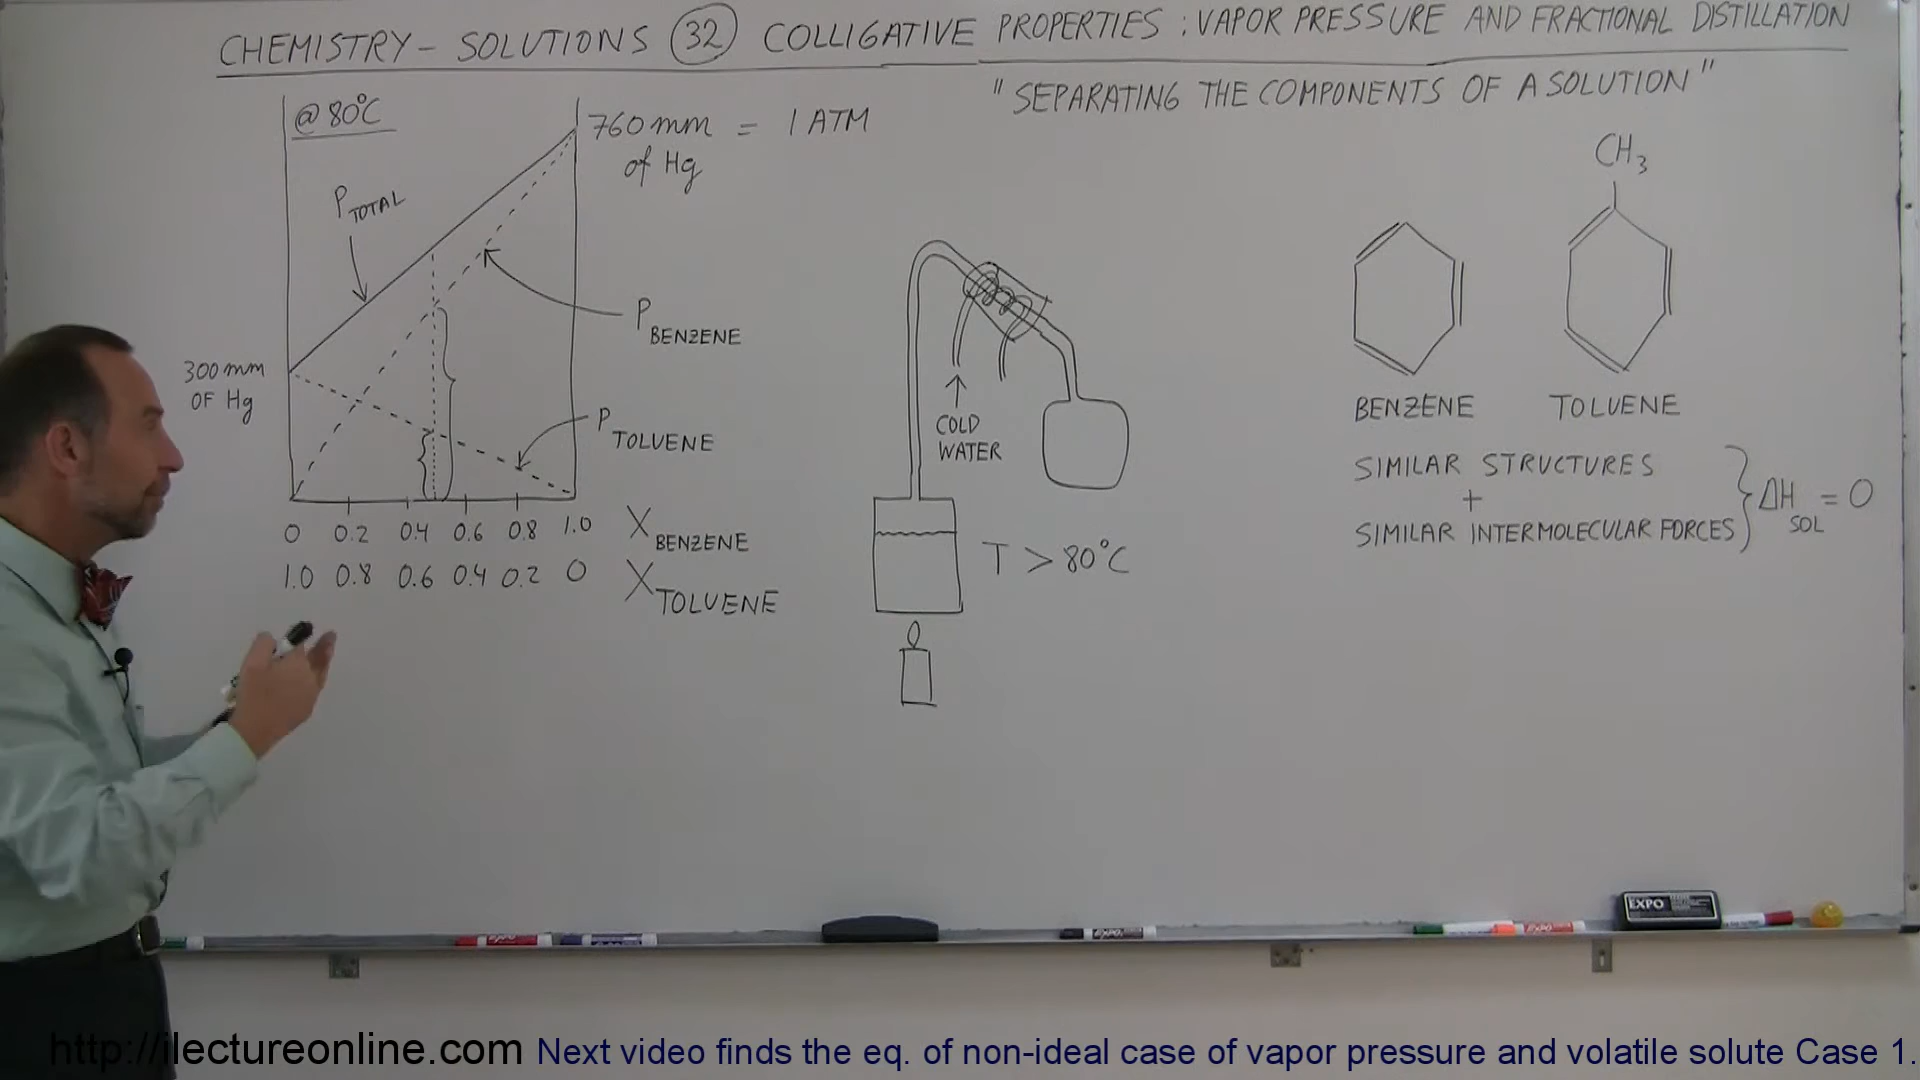 CHEMISTRY – SOLUTIONS 32 COLLIGATIVE PROPERTIES : VAPOR PRESSURE AND FRACTIONAL DISTILLATION
"SEPARATING THE COMPONENTS OF A SOLUTION"
@ 80°C
760 mm = 1 ATM
of Hg
P TOTAL
P BENZENE
300 mm
OF Hg
P TOLUENE
0 0.2 0.4 0.6 0.8 1.0 X BENZENE
1.0 0.8 0.6 0.4 0.2 0 X TOLUENE
COLD
WATER
T > 80°C
CH3
BENZENE TOLUENE
SIMILAR STRUCTURES
+
SIMILAR INTERMOLECULAR FORCES
ΔH SOL = 0
EXPO
EXPO
http://ilectureonline.com Next video finds the eq. of non-ideal case of vapor pressure and volatile solute Case 1.